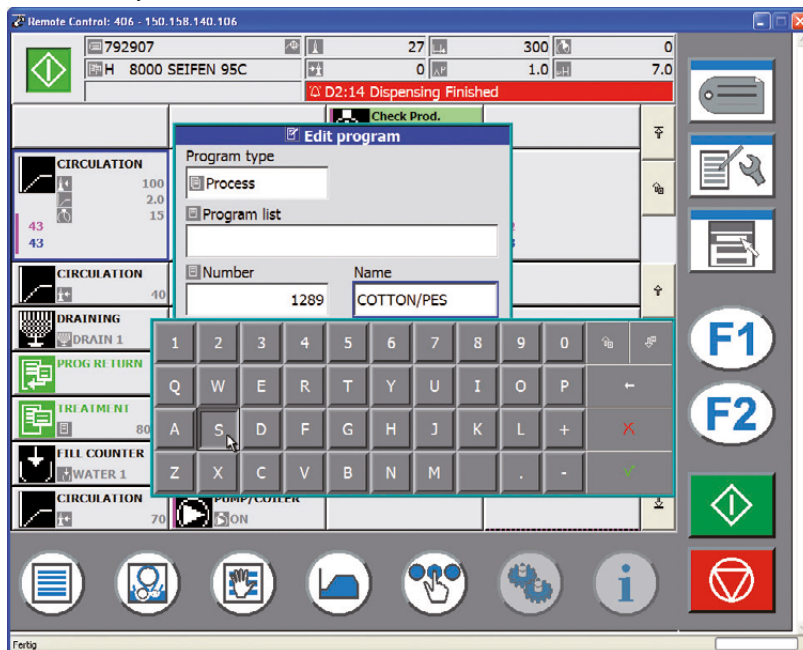 Remote Control: 406 - 150.158.140.106
792907 27 300 0
H 8000 SEIFEN 95C 0 1.0 7.0
D2:14 Dispensing Finished
Check Prod.
Edit program
Program type
Process
Program list
Number Name
1289 COTTON/PES
CIRCULATION
100
2.0
15
43
43
CIRCULATION
40
DRAINING
DRAIN 1
PROG RETURN
TREATMENT
80
FILL COUNTER
WATER 1
CIRCULATION
70
PUMP/COILER
ON
1 2 3 4 5 6 7 8 9 0
Q W E R T Y U I O P ←
A S D F G H J K L + X
Z X C V B N M . -
F1
F2
i
Fertig